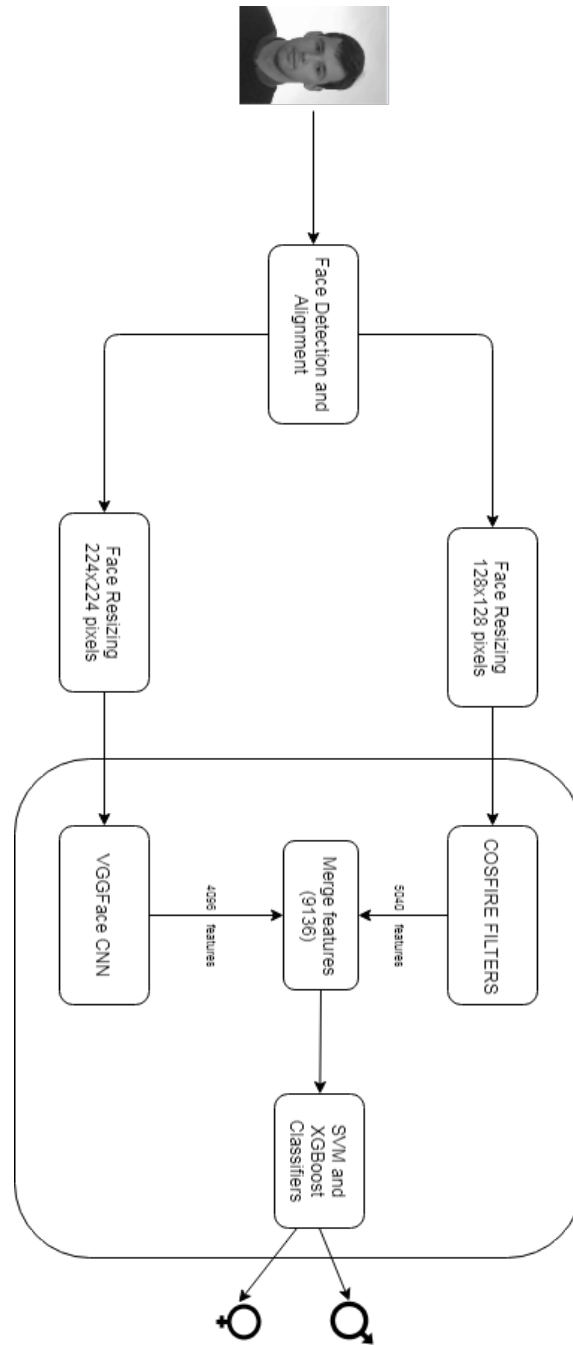 Face Detection and
Alignment
Face Resizing
128x128 pixels
Face Resizing
224x224 pixels
COSFIRE FILTERS
5040 features
Merge features
(9136)
4096 features
VGGFace CNN
SVM and
XGBoost
Classifiers